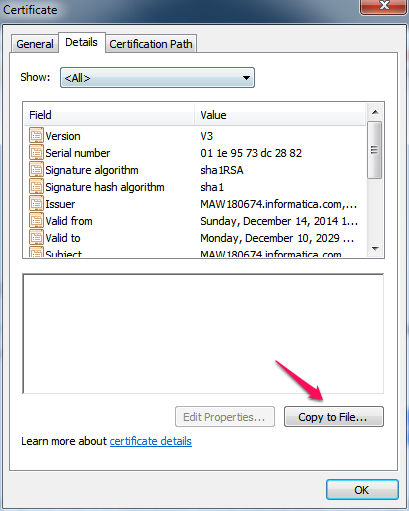 Certificate
General Details Certification Path
Show: <All>
Field Value
Version V3
Serial number 01 1e 95 73 dc 28 82
Signature algorithm sha1RSA
Signature hash algorithm sha1
Issuer MAW180674.informatica.com,...
Valid from Sunday, December 14, 2014 1...
Valid to Monday, December 10, 2029 ...
Subject MAW180674.informatica.com
Edit Properties... Copy to File...
Learn more about certificate details
OK